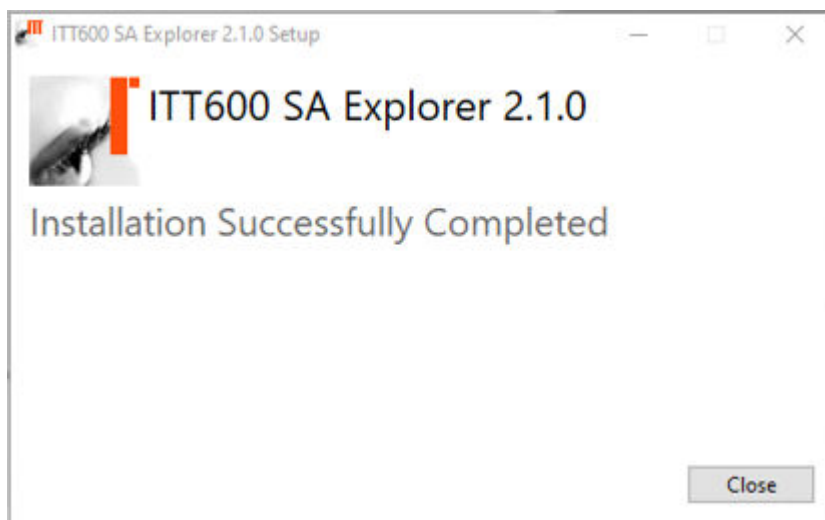 ITT600 SA Explorer 2.1.0 Setup
ITT600 SA Explorer 2.1.0
Installation Successfully Completed
Close